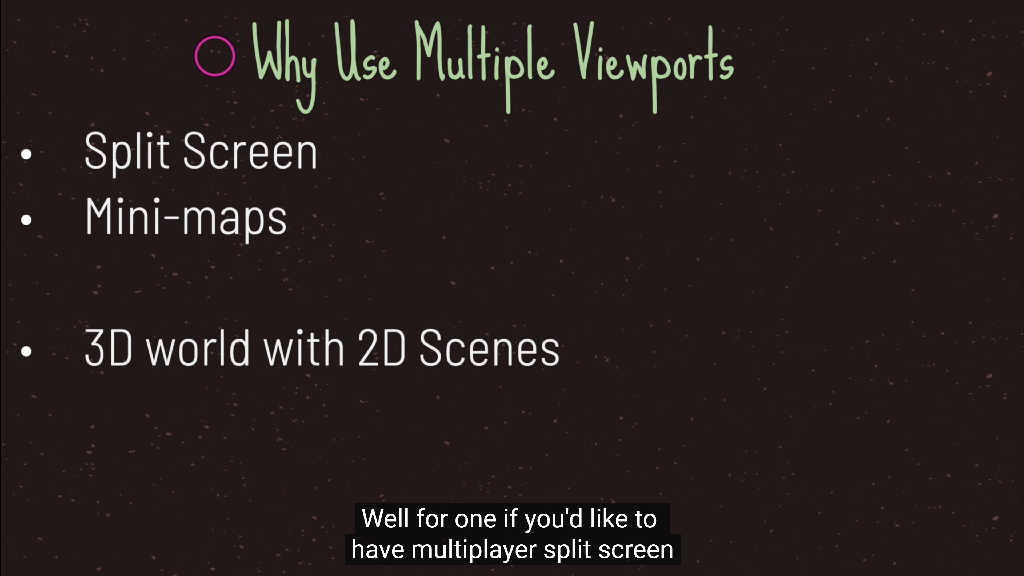 Why Use Multiple Viewports
• Split Screen
• Mini-maps
• 3D world with 2D Scenes
Well for one if you'd like to
have multiplayer split screen